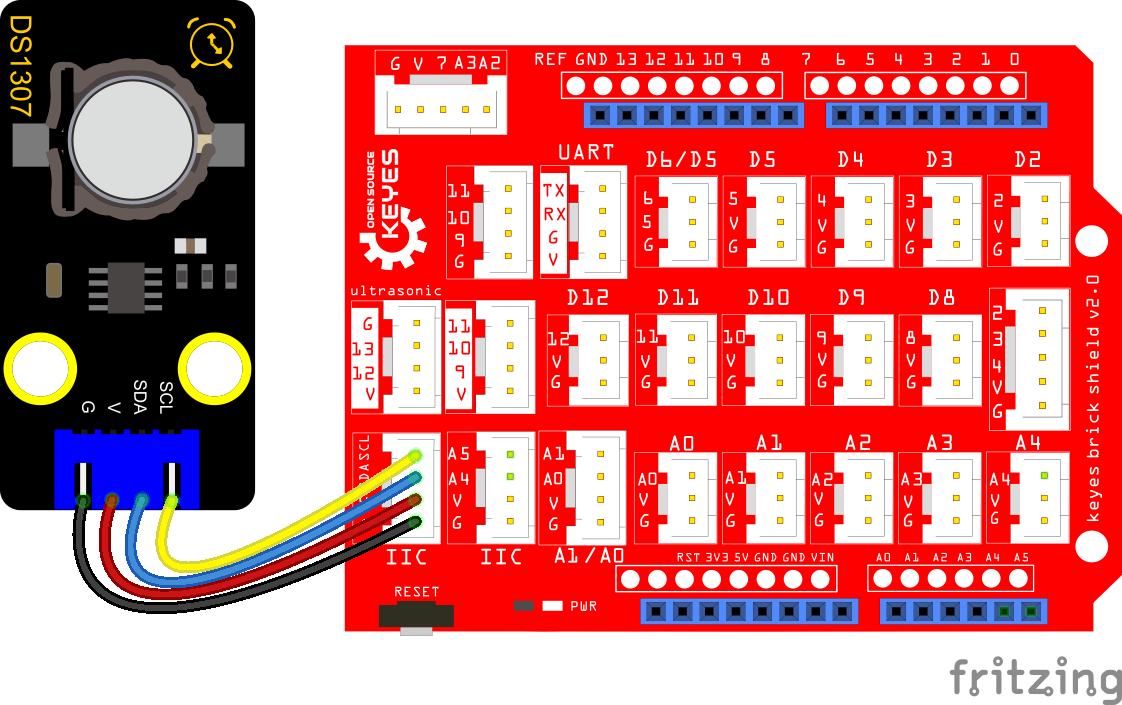 DS1307
G
V
SDA
SCL
G V 7 A3 A2
REF GND 13 12 11 10 9 8
7 6 5 4 3 2 1 0
OPEN SOURCE
KEYES
UART
D6/D5
D5
D4
D3
D2
11
10
9
G
TX
RX
G
V
6
5
G
5
V
G
4
V
G
3
V
G
2
V
G
ultrasonic
D12
D11
D10
D9
D8
G
13
12
V
11
10
9
V
12
V
G
11
V
G
10
V
G
9
V
G
8
V
G
2
3
4
V
G
keyes brick shield v2.0
A0
A1
A2
A3
A4
SCL
A5
A4
V
G
A1
A0
V
G
A0
V
G
A1
V
G
A2
V
G
A3
V
G
A4
V
G
IIC
IIC
A1/A0
RST 3V3 5V GND GND VIN
A0 A1 A2 A3 A4 A5
RESET
PWR
fritzing